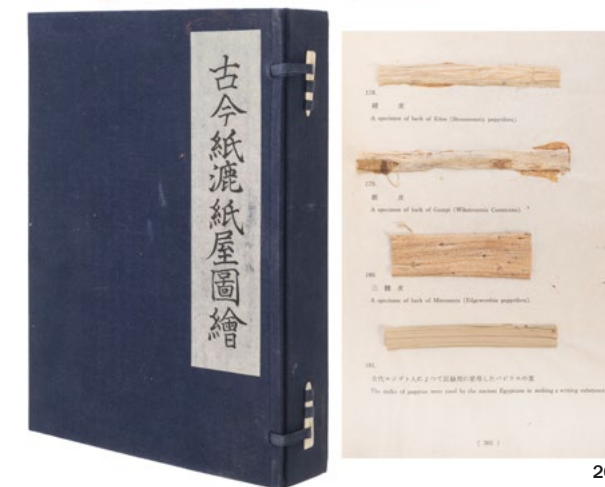 古今紙漉紙屋圖繪
178.
楮 皮
A specimen of bark of Kōzo (Broussonetia papyrifera).
179.
雁 皮
A specimen of bark of Gampi (Wikstroemia Canescens).
180.
三 椏 皮
A specimen of bark of Mitsumata (Edgeworthia papyrifera).
181.
古代エジプト人によつて記録用に使用したパピラスの茎
The stalks of papyrus were used by the ancient Egyptians in making a writing substance